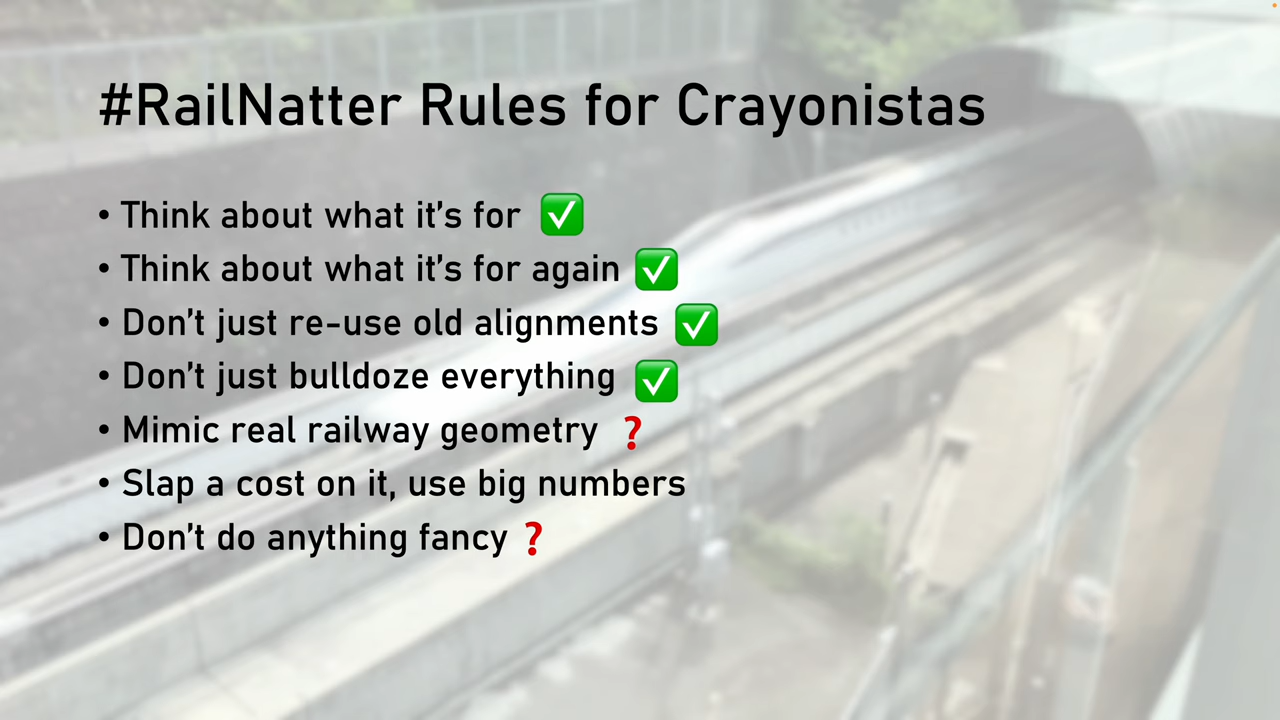 #RailNatter Rules for Crayonistas
• Think about what it’s for ✅
• Think about what it’s for again ✅
• Don’t just re-use old alignments ✅
• Don’t just bulldoze everything ✅
• Mimic real railway geometry ❓
• Slap a cost on it, use big numbers
• Don’t do anything fancy ❓